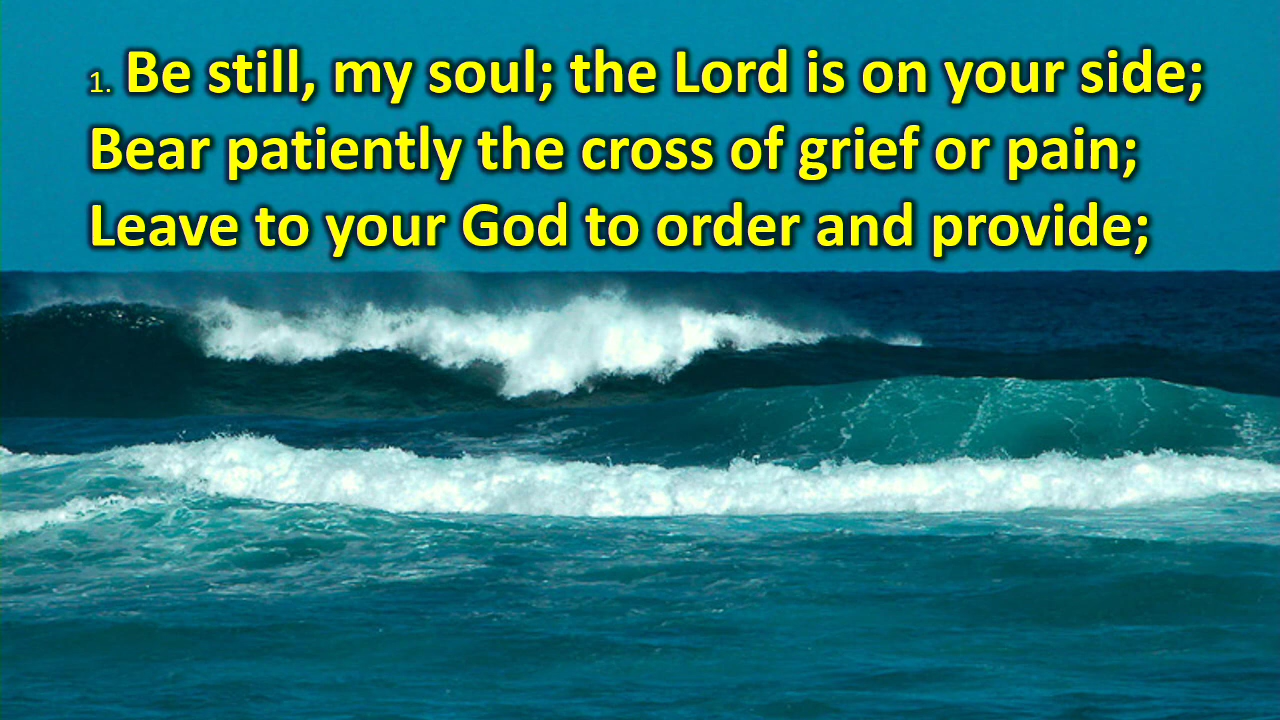 1. Be still, my soul; the Lord is on your side;
Bear patiently the cross of grief or pain;
Leave to your God to order and provide;